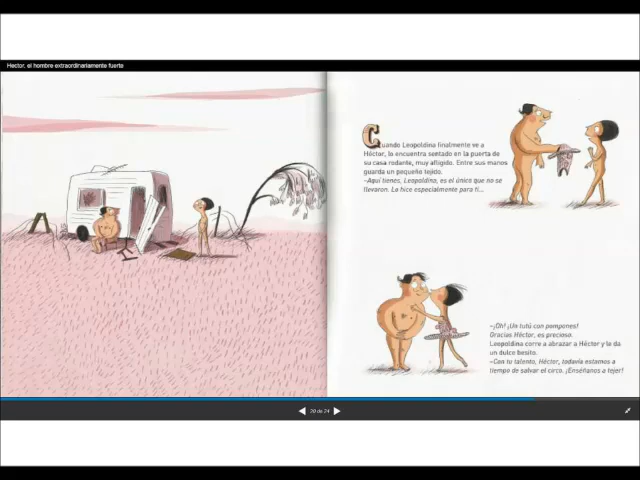 Héctor, el hombre extraordinariamente fuerte
Cuando Leopoldina finalmente ve a
Héctor, lo encuentra sentado en la puerta de
su casa rodante, muy afligido. Entre sus manos
guarda un pequeño tejido.
–Aquí tienes, Leopoldina, es el único que no se
llevaron. Lo hice especialmente para ti...
–¡Oh! ¡Un tutú con pompones!
Gracias Héctor, es precioso.
Leopoldina corre a abrazar a Héctor y le da
un dulce besito.
–Con tu talento, Héctor, todavía estamos a
tiempo de salvar el circo. ¡Enséñanos a tejer!
20 de 24